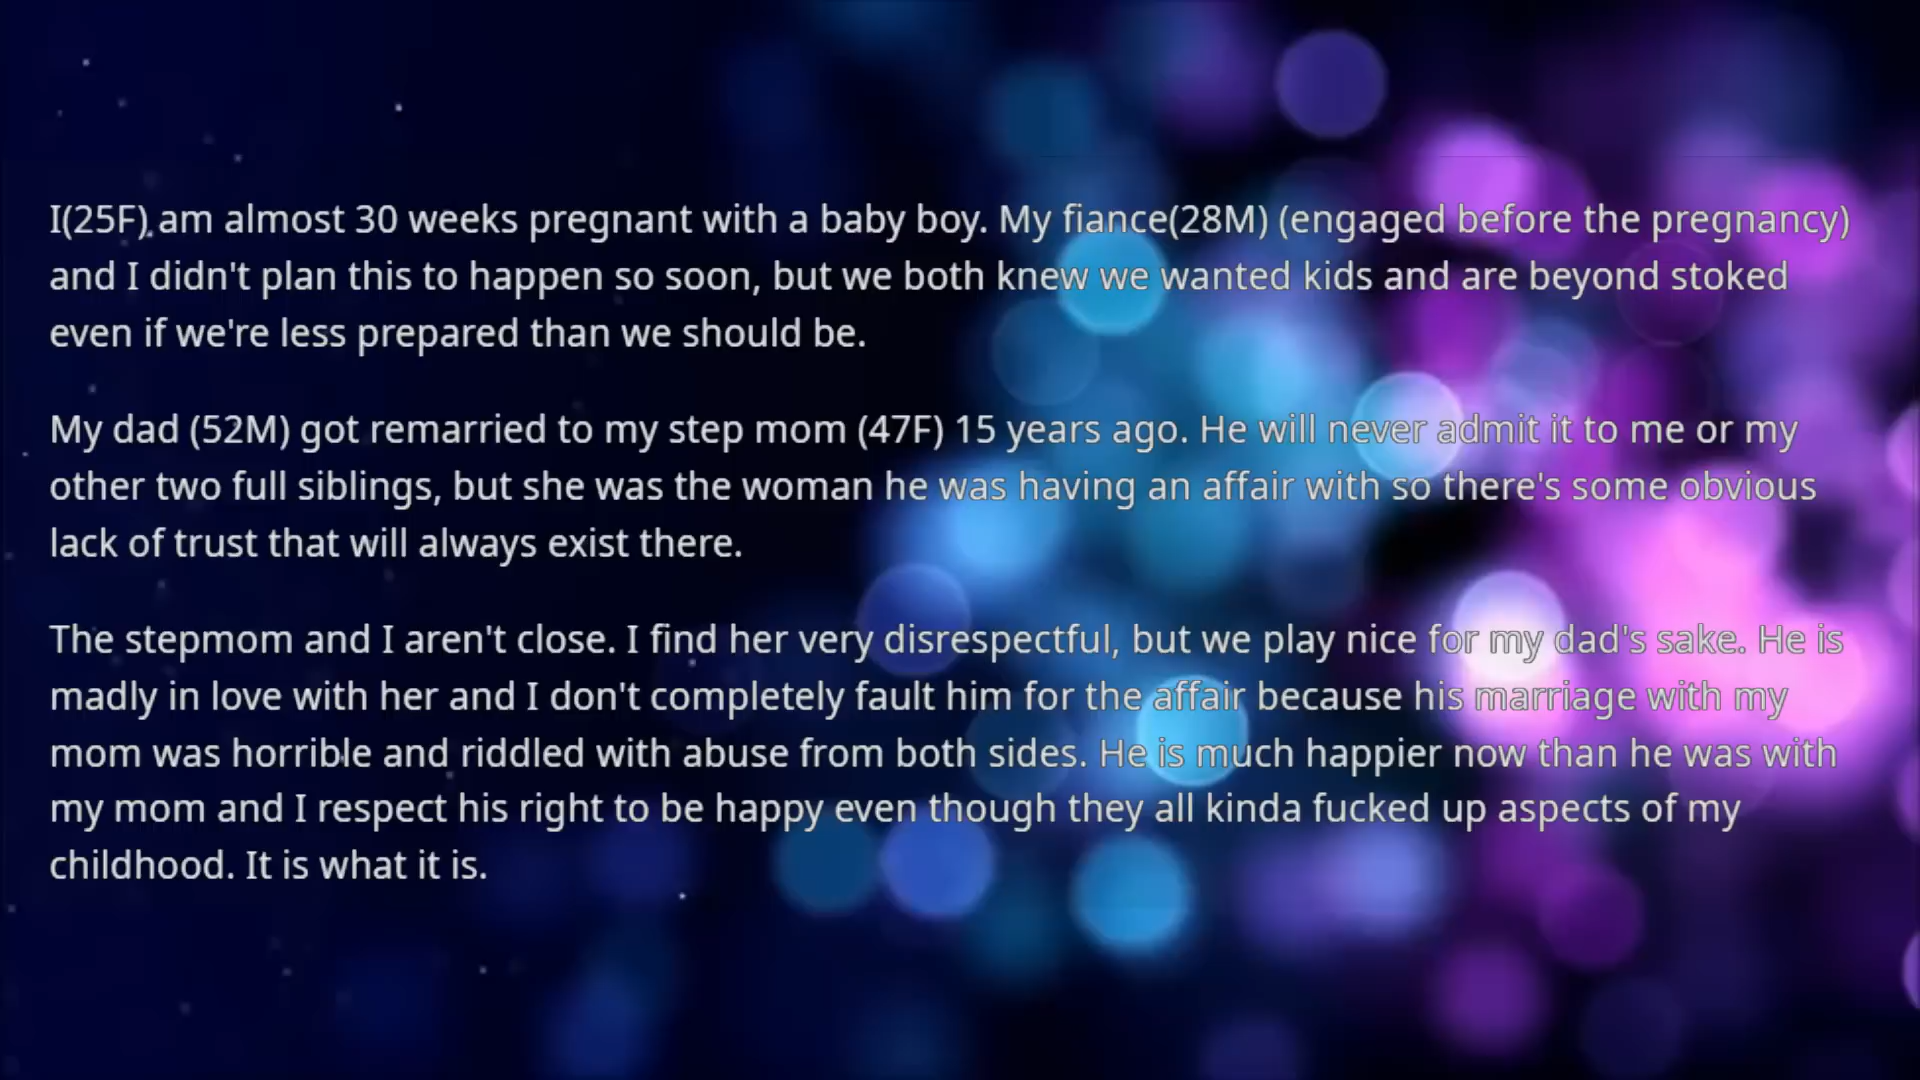 I(25F) am almost 30 weeks pregnant with a baby boy. My fiance(28M) (engaged before the pregnancy)
and I didn't plan this to happen so soon, but we both knew we wanted kids and are beyond stoked
even if we're less prepared than we should be.
My dad (52M) got remarried to my step mom (47F) 15 years ago. He will never admit it to me or my
other two full siblings, but she was the woman he was having an affair with so there's some obvious
lack of trust that will always exist there.
The stepmom and I aren't close. I find her very disrespectful, but we play nice for my dad's sake. He is
madly in love with her and I don't completely fault him for the affair because his marriage with my
mom was horrible and riddled with abuse from both sides. He is much happier now than he was with
my mom and I respect his right to be happy even though they all kinda fucked up aspects of my
childhood. It is what it is.